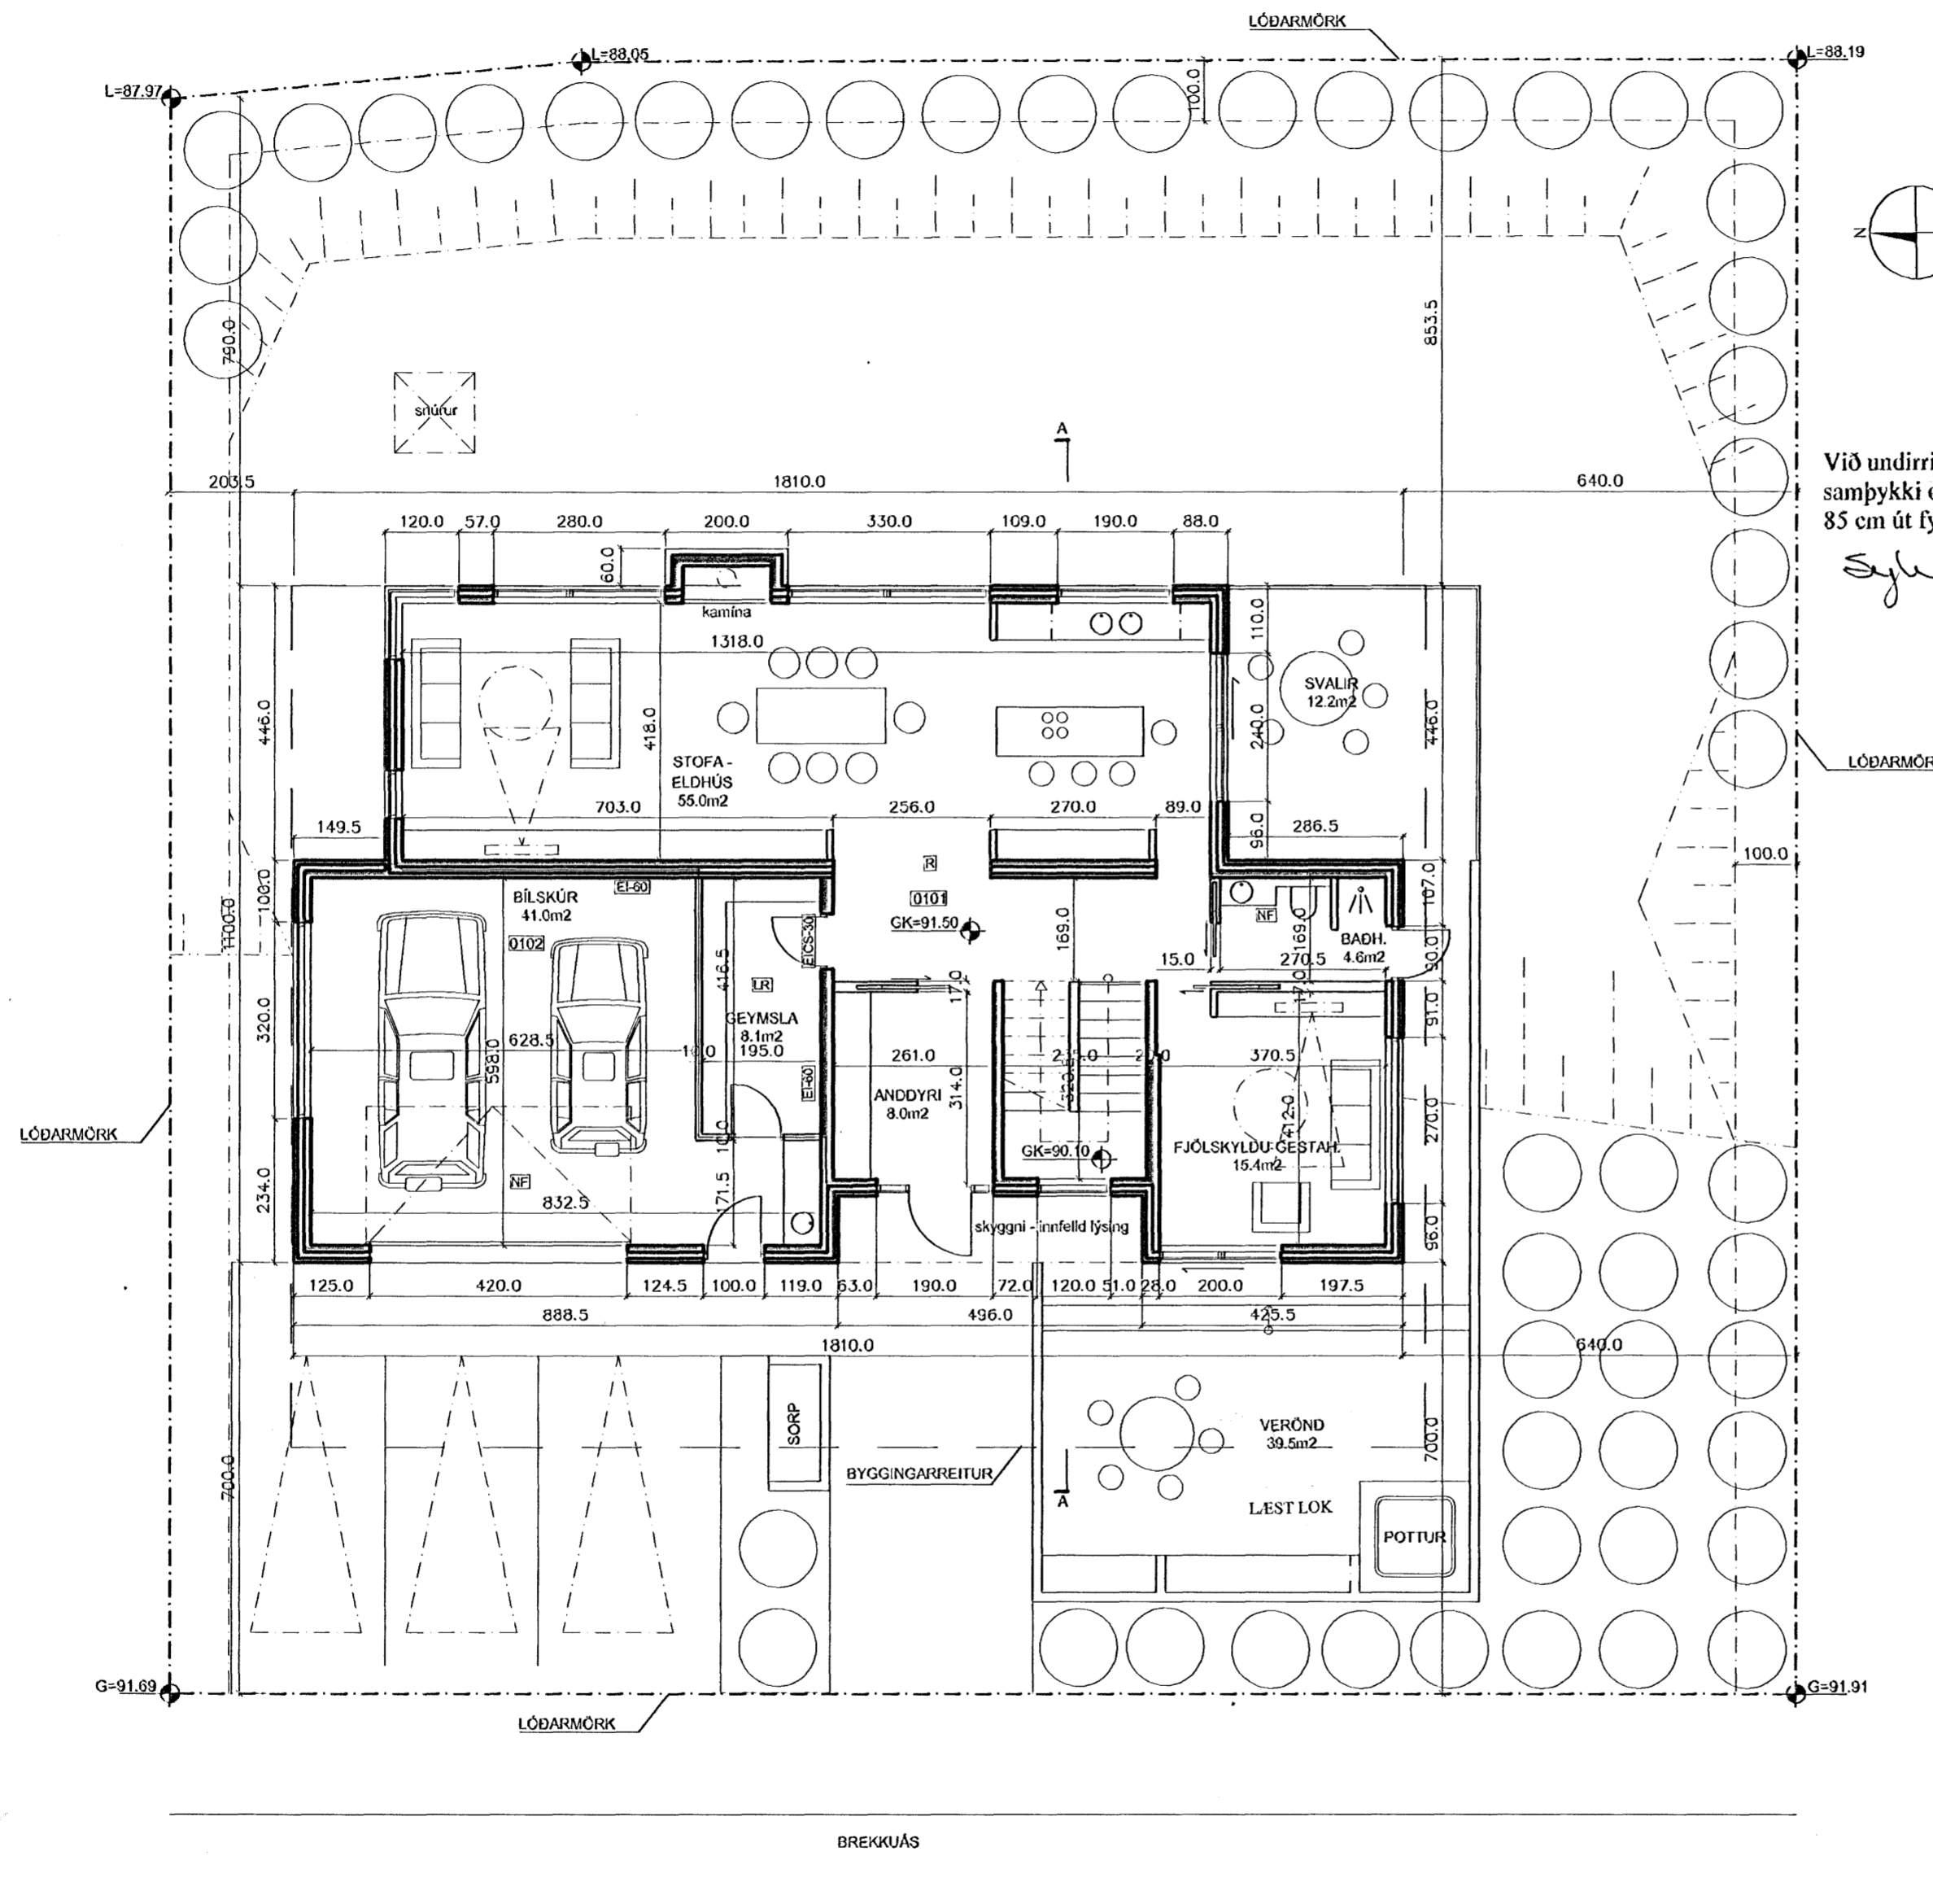 LÓÐARMÖRK
L=88.05
L=88.19
L=87.97
100.0
N
790.0
853.5
snúrur
A
Við undirri
samþykki
85 cm út fy
203.5
1810.0
640.0
120.0 57.0 280.0 200.0 330.0 109.0 190.0 88.0
60.0
kamína
1318.0
110.0
SVALIR
12.2m2
446.0
418.0
240.0
446.0
STOFA -
ELDHÚS
55.0m2
LÓÐARMÖR
703.0 256.0 270.0 89.0
149.5
96.0
286.5
100.0
R
BÍLSKÚR
41.0m2
EI-60
0101
100.0
107.0
1100.0
GK=91.50
0102
EICS-30
169.0
NF
169.0
BAÐH.
4.6m2
90.0
416.5
15.0
270.5
LR
17.0
17.0
320.0
GEYMSLA
8.1m2
91.0
628.5
598.0
10.0
195.0
261.0
370.5
EI-60
ANDDYRI
8.0m2
314.0
412.0
270.0
LÓÐARMÖRK
10.0
GK=90.10
FJÖLSKYLDU-GESTAH.
15.4m2
NF
171.5
234.0
832.5
skyggni - innfelld lýsing
96.0
125.0 420.0 124.5 100.0 119.0 63.0 190.0 72.0 120.0 51.0 28.0 200.0 197.5
888.5 496.0 425.5
1810.0
640.0
SORP
VERÖND
39.5m2
700.0
700.0
BYGGINGARREITUR
A
LÆST LOK
POTTUR
G=91.69
G=91.91
LÓÐARMÖRK
BREKKUÁS